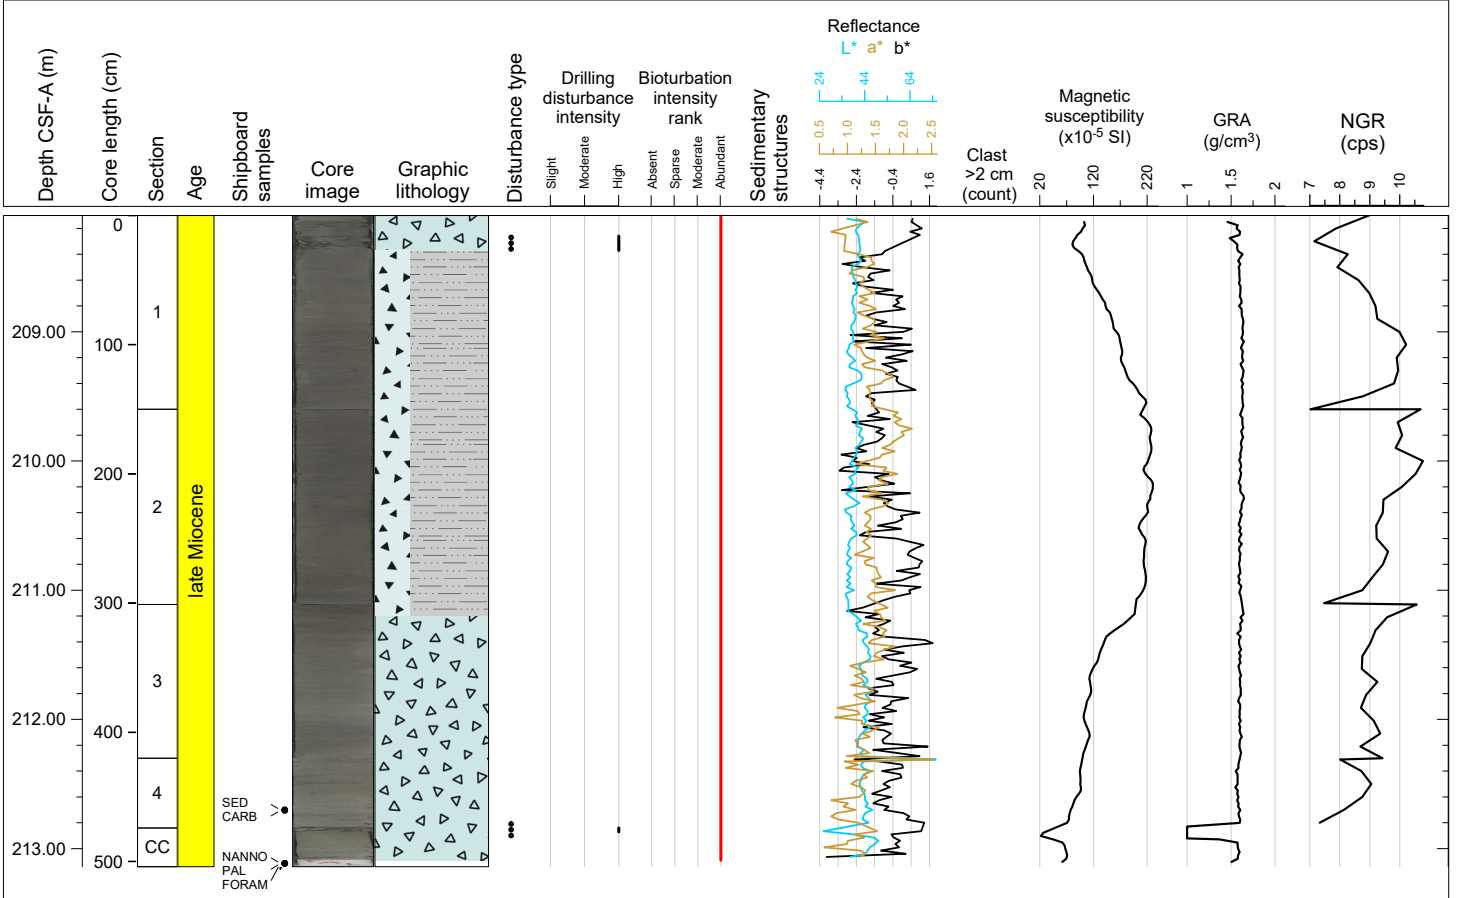 Depth CSF-A (m)
Core length (cm)
Section
Age
Shipboard
samples
Core
image
Graphic
lithology
Disturbance type
Drilling
disturbance
intensity
Slight
Moderate
High
Bioturbation
intensity
rank
Absent
Sparse
Moderate
Abundant
Sedimentary
structures
Reflectance
L* a* b*
24 44 64
0.5 1.0 1.5 2.0 2.5
-4.4 -2.4 -0.4 1.6
Clast
>2 cm
(count)
Magnetic
susceptibility
(x10-5 SI)
20 120 220
GRA
(g/cm3)
1 1.5 2
NGR
(cps)
7 8 9 10
209.00
210.00
211.00
212.00
213.00
0
100
200
300
400
500
1
2
3
4
CC
late Miocene
SED
CARB
NANNO
PAL
FORAM